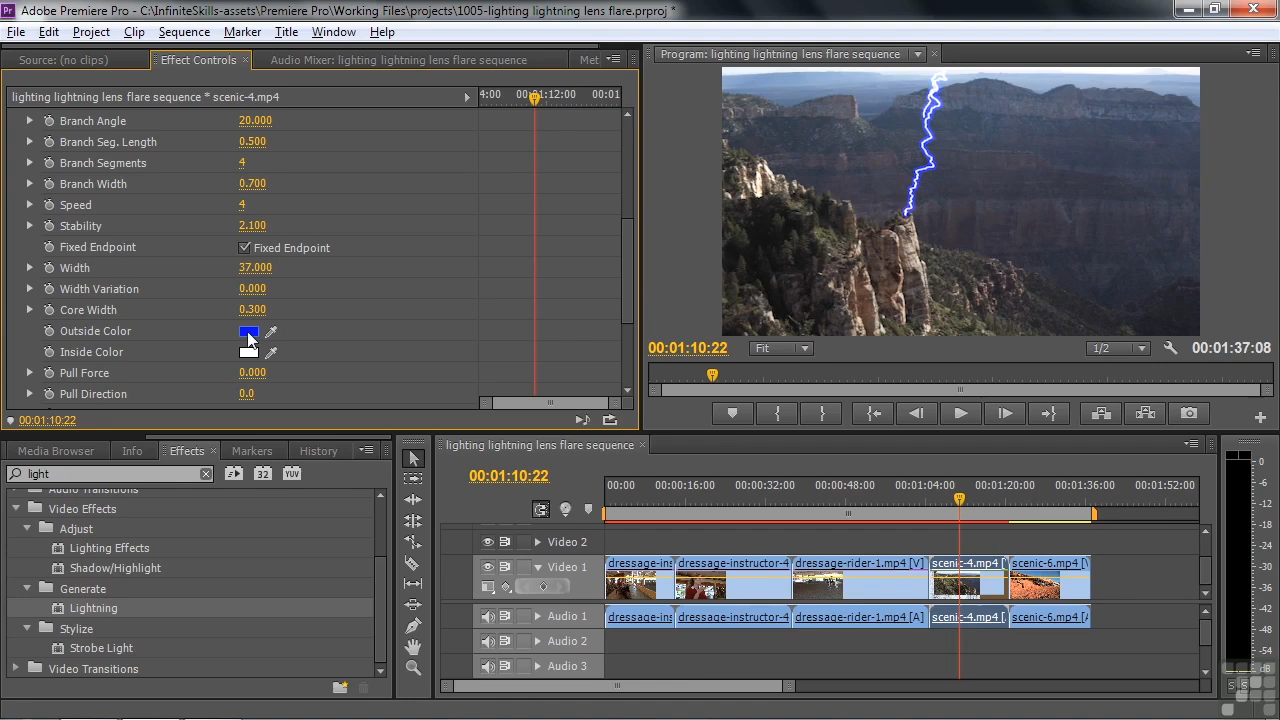 Adobe Premiere Pro - C:\InfiniteSkills-assets\Premiere Pro\Working Files\projects\1005-lighting lightning lens flare.prproj *
File Edit Project Clip Sequence Marker Title Window Help
Source: (no clips) Effect Controls × Audio Mixer: lighting lightning lens flare sequence Met
lighting lightning lens flare sequence * scenic-4.mp4
4:00 00:01:12:00 00:01
Branch Angle 20.000
Branch Seg. Length 0.500
Branch Segments 4
Branch Width 0.700
Speed 4
Stability 2.100
Fixed Endpoint Fixed Endpoint
Width 37.000
Width Variation 0.000
Core Width 0.300
Outside Color
Inside Color
Pull Force 0.000
Pull Direction 0.0
00:01:10:22
Program: lighting lightning lens flare sequence ×
00:01:10:22 Fit 1/2 00:01:37:08
Media Browser Info Effects × Markers History
light
32 YUV
Audio Transitions
Video Effects
Adjust
Lighting Effects
Shadow/Highlight
Generate
Lightning
Stylize
Strobe Light
Video Transitions
lighting lightning lens flare sequence ×
00:01:10:22
00:00 00:00:16:00 00:00:32:00 00:00:48:00 00:01:04:00 00:01:20:00 00:01:36:00 00:01:52:00
Video 2
Video 1
dressage-ins dressage-instructor-4 dressage-rider-1.mp4 [V] scenic-4.mp4 [ scenic-6.mp4 [V
Audio 1
dressage-ins dressage-instructor-4 dressage-rider-1.mp4 [A] scenic-4.mp4 [ scenic-6.mp4 [A
Audio 2
Audio 3
0
-6
-12
-18
-24
-30
-36
-42
-48
-54
dB
S S